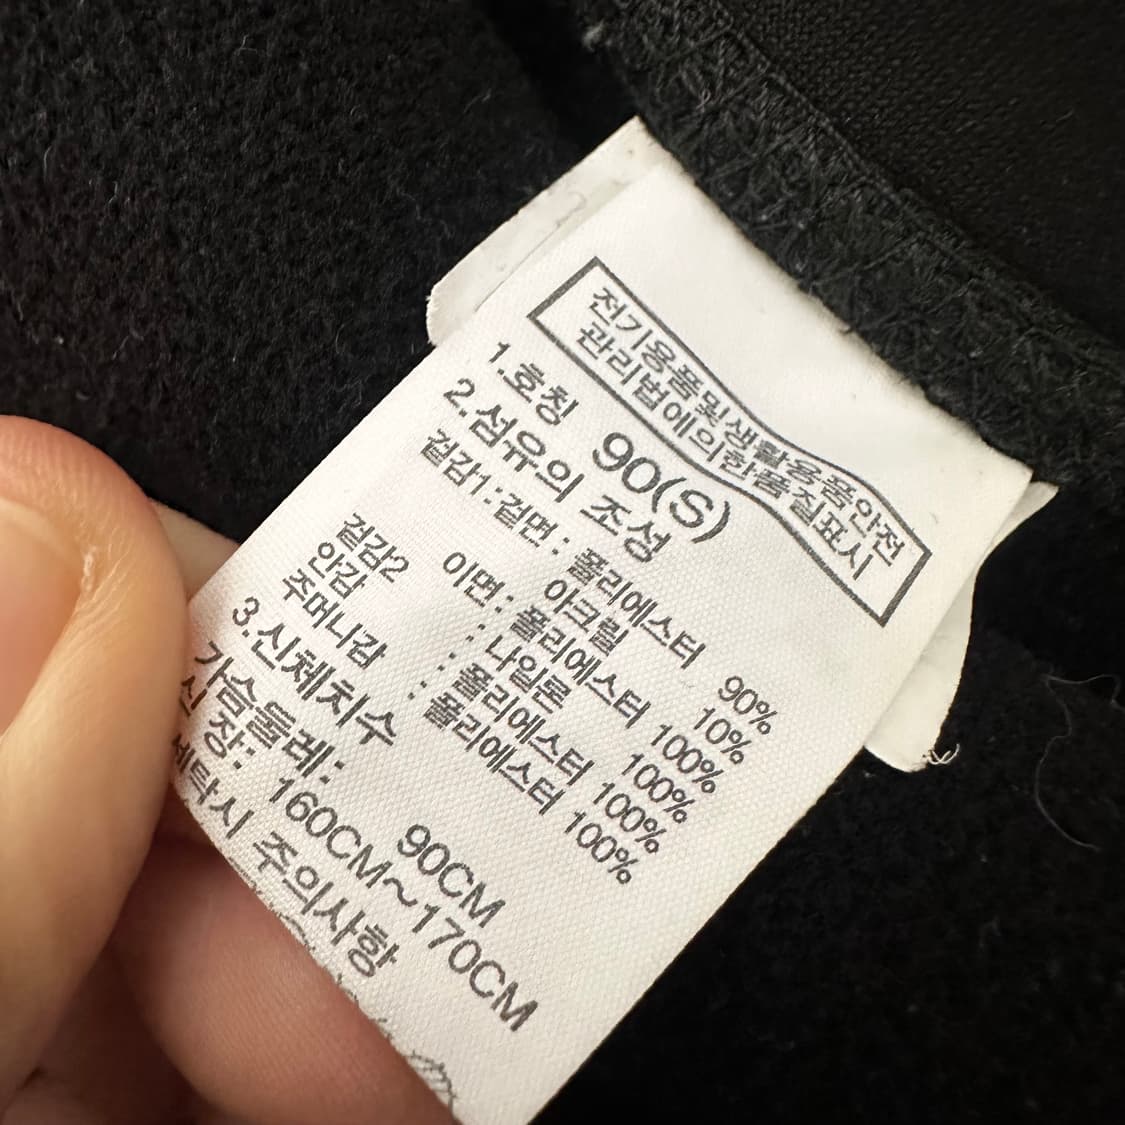 전기용품및생활용품안전
관리법에의한품질표시
1.호칭 90(S)
2.섬유의 조성
겉감1:겉면: 폴리에스터 90%
아크릴 10%
이면: 폴리에스터 100%
겉감2 : 나일론 100%
안감 : 폴리에스터 100%
주머니감 : 폴리에스터 100%
3.신체치수
가슴둘레: 90CM
신 장: 160CM~170CM
세탁시 주의사항